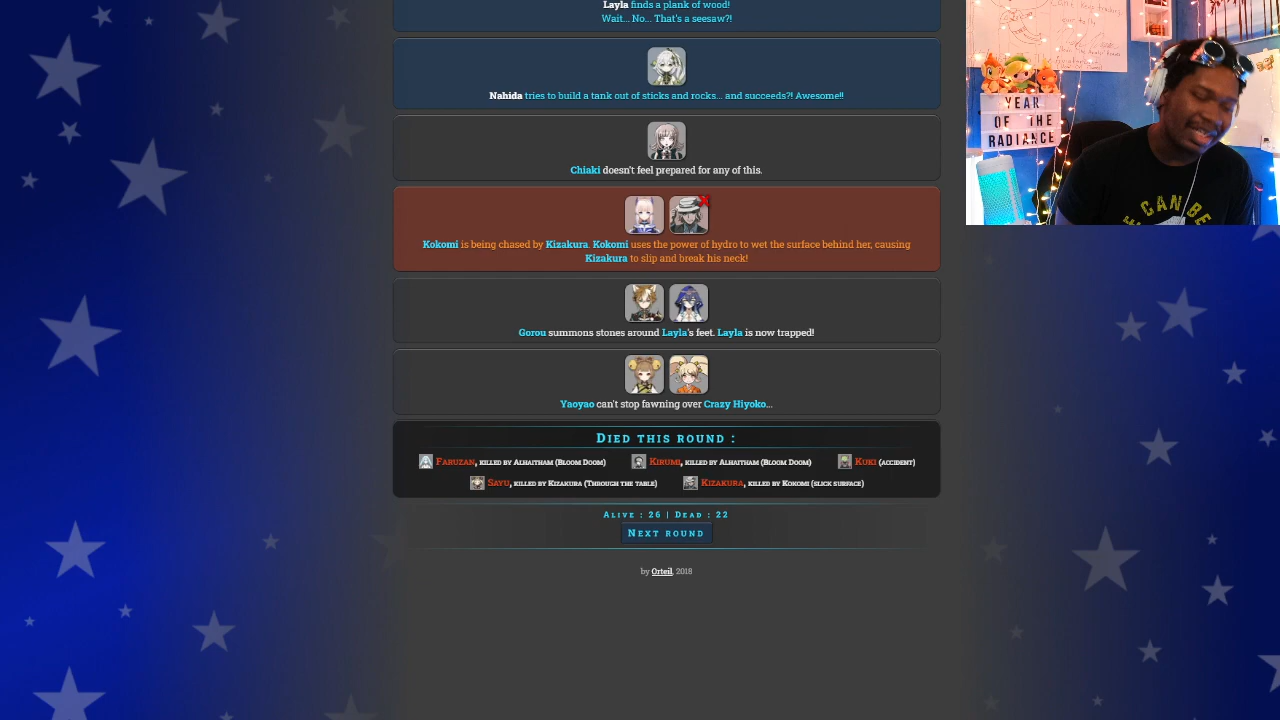 Layla finds a plank of wood!
Wait... No... That's a seesaw?!
Nahida tries to build a tank out of sticks and rocks... and succeeds?! Awesome!!
Chiaki doesn't feel prepared for any of this.
Kokomi is being chased by Kizakura. Kokomi uses the power of hydro to wet the surface behind her, causing
Kizakura to slip and break his neck!
Gorou summons stones around Layla's feet. Layla is now trapped!
Yaoyao can't stop fawning over Crazy Hiyoko...
Died this round :
Faruzan, killed by Alhaitham (Bloom Doom) Kirumi, killed by Alhaitham (Bloom Doom) Kuki (accident)
Sayu, killed by Kizakura (Through the table) Kizakura, killed by Kokomi (slick surface)
Alive : 26 | Dead : 22
Next round
by Orteil, 2018
YEAR
OF THE
RADIANCE
CAN BE